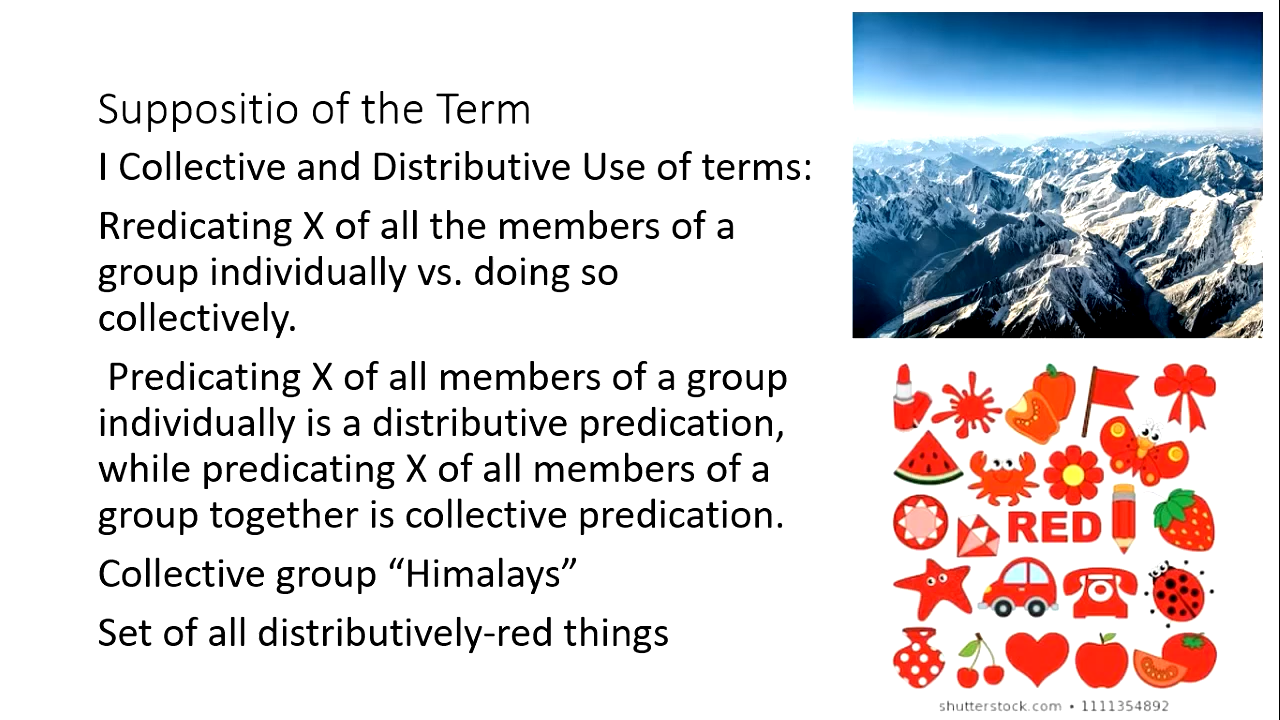 Suppositio of the Term
I Collective and Distributive Use of terms:
Rredicating X of all the members of a
group individually vs. doing so
collectively.
Predicating X of all members of a group
individually is a distributive predication,
while predicating X of all members of a
group together is collective predication.
Collective group “Himalays”
Set of all distributively-red things
RED
shutterstock.com • 1111354892